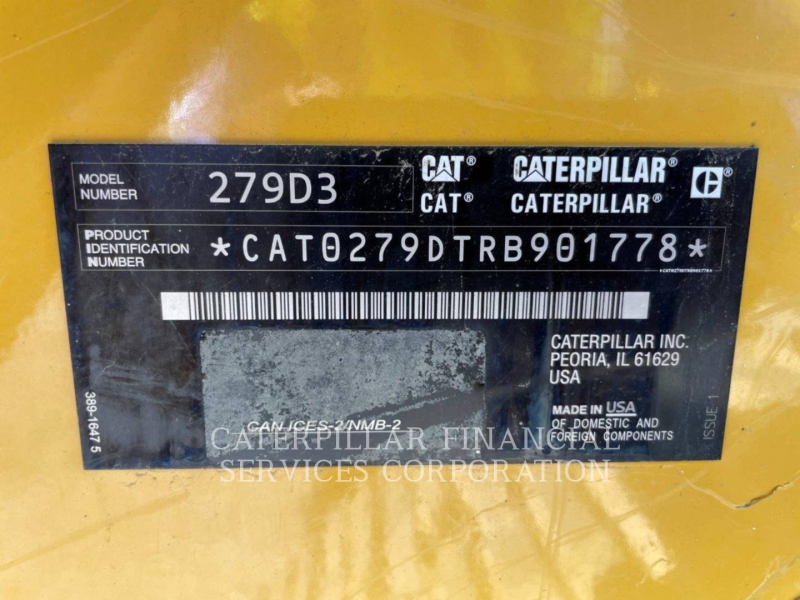 MODEL
NUMBER
279D3
CAT® CATERPILLAR® C®
CAT® CATERPILLAR®
PRODUCT
IDENTIFICATION
NUMBER
*CAT0279DTRB901778*
*CAT0279DTRB901778*
CATERPILLAR INC.
PEORIA, IL 61629
USA
MADE IN USA
OF DOMESTIC AND
FOREIGN COMPONENTS
ISSUE 1
389-1647 5
CAN ICES-2/NMB-2
CATERPILLAR FINANCIAL
SERVICES CORPORATION